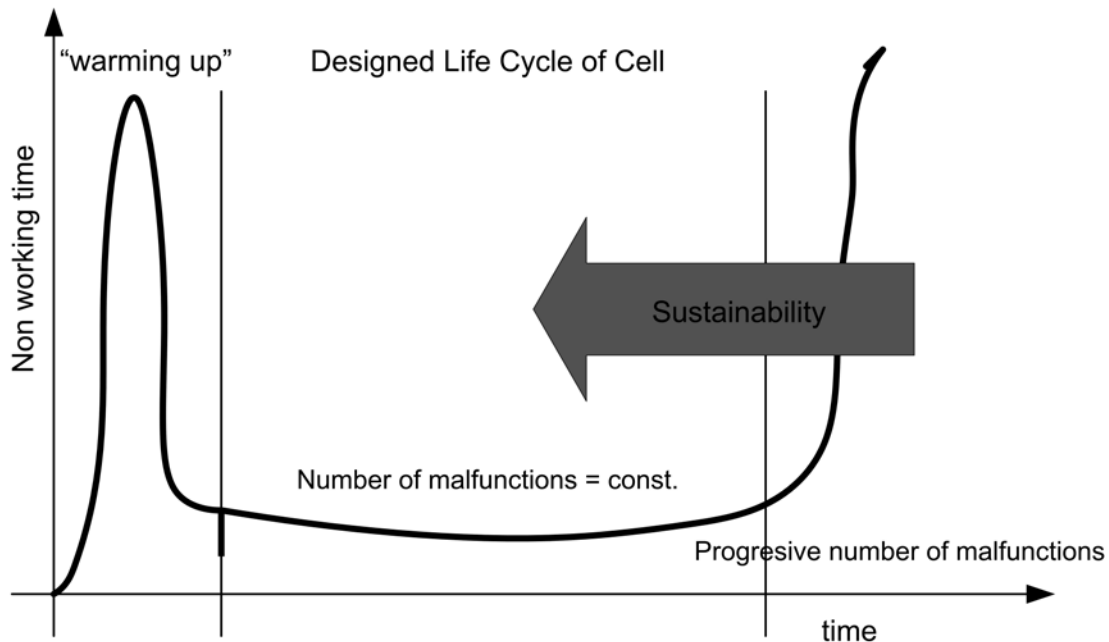 “warming up”
Designed Life Cycle of Cell
Non working time
Sustainability
Number of malfunctions = const.
Progresive number of malfunctions
time